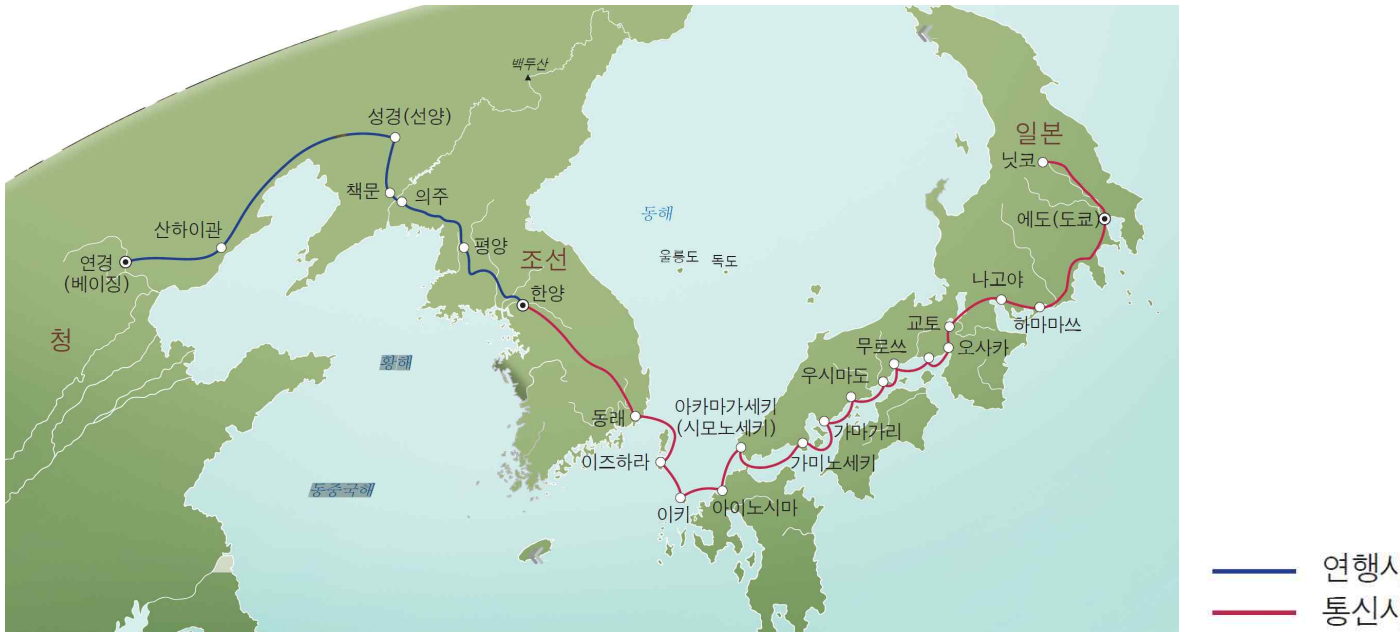 백두산
성경(선양)
일본
닛코
책문
의주
동해
에도(도쿄)
산하이관
평양
울릉도
독도
연경
(베이징)
조선
한양
나고야
하마마쓰
청
교토
오사카
황해
무로쓰
우시마도
아카마가세키
(시모노세키)
동래
가마가리
이즈하라
가미노세키
동중국해
이키
아이노시마
연행사
통신사